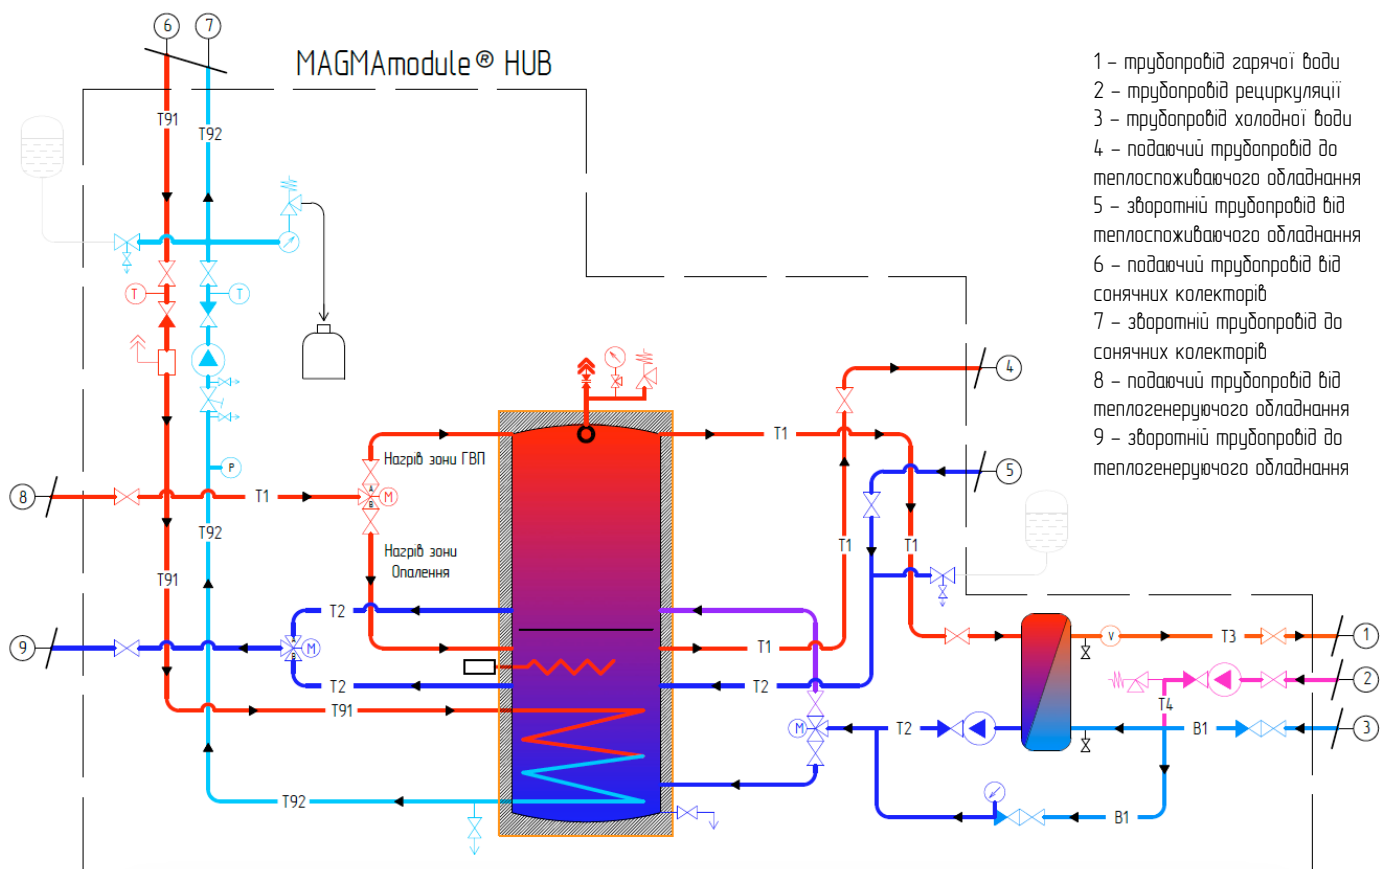 6
7
MAGMAmodule® HUB
1 – трубопровід гарячої води
2 – трубопровід рециркуляції
3 – трубопровід холодної води
4 – подаючий трубопровід до
теплоспоживаючого обладнання
5 – зворотній трубопровід від
теплоспоживаючого обладнання
6 – подаючий трубопровід від
сонячних колекторів
7 – зворотній трубопровід до
сонячних колекторів
8 – подаючий трубопровід від
теплогенеруючого обладнання
9 – зворотній трубопровід до
теплогенеруючого обладнання
T91
T92
T
T
4
T1
Нагрів зони ГВП
P
5
8
T1
A
B
M
T92
T1
T1
Нагрів зони
Опалення
T91
T2
9
A
B
M
T1
V
T3
1
T2
T2
2
T4
T91
M
T2
B1
3
T92
B1